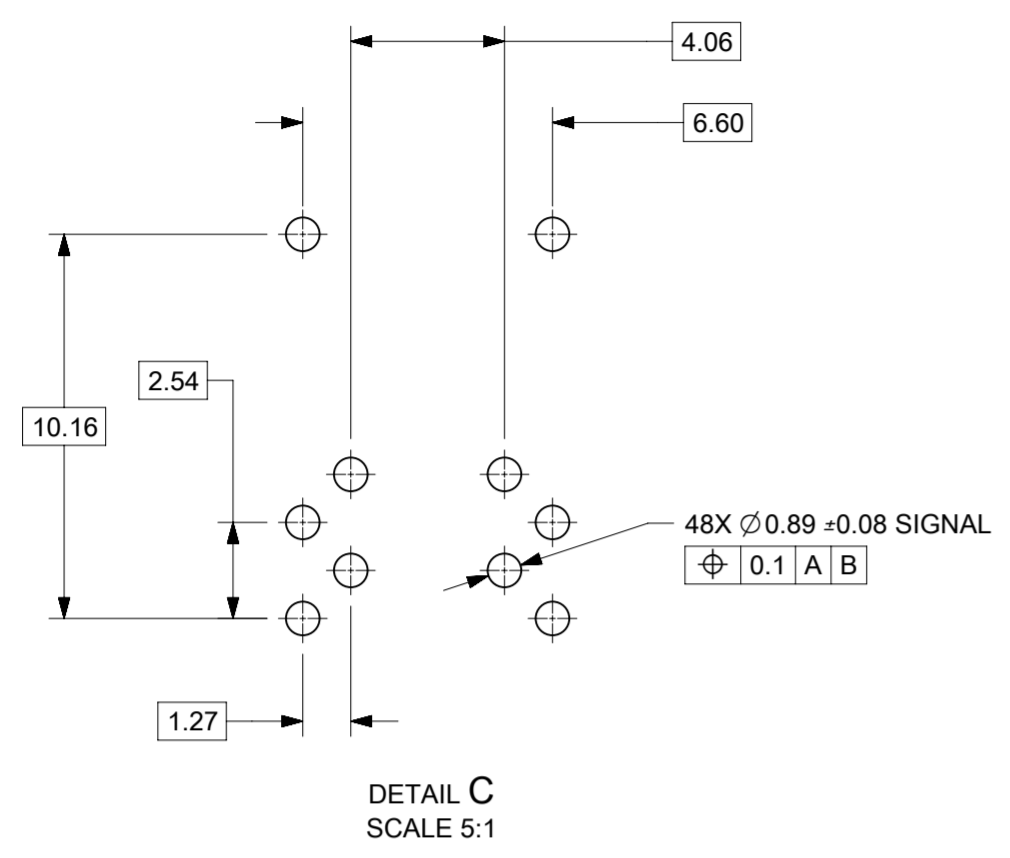 4.06
6.60
2.54
10.16
48X ∅0.89 ±0.08 SIGNAL
⌖ 0.1 A B
1.27
DETAIL C
SCALE 5:1